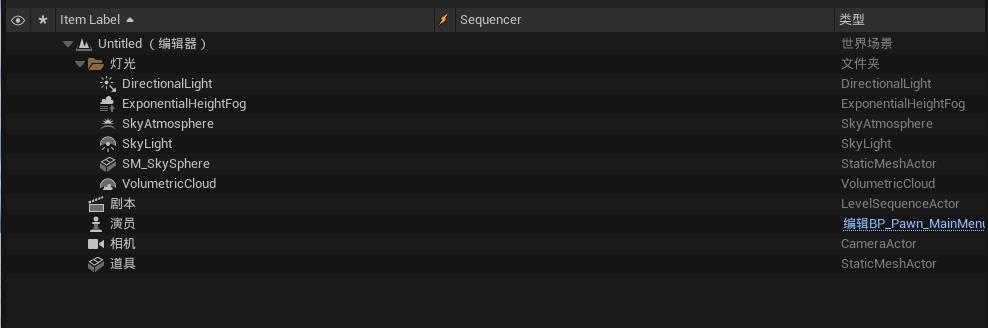 Item Label Sequencer 类型
Untitled （编辑器） 世界场景
灯光 文件夹
DirectionalLight DirectionalLight
ExponentialHeightFog ExponentialHeightFog
SkyAtmosphere SkyAtmosphere
SkyLight SkyLight
SM_SkySphere StaticMeshActor
VolumetricCloud VolumetricCloud
剧本 LevelSequenceActor
演员 编辑BP_Pawn_MainMenu
相机 CameraActor
道具 StaticMeshActor